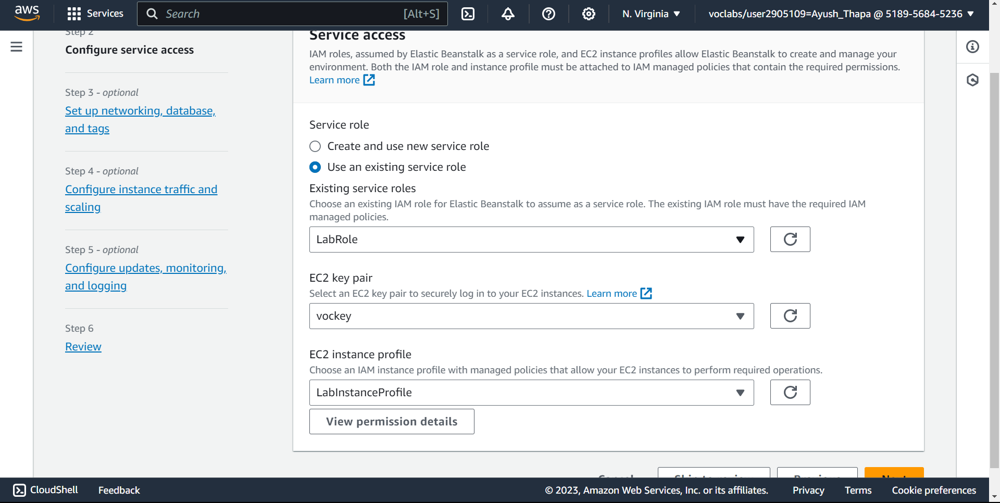 aws
Services
Search
[Alt+S]
N. Virginia
voclabs/user2905109=Ayush_Thapa @ 5189-5684-5236
Step 2
Configure service access
Step 3 - optional
Set up networking, database,
and tags
Step 4 - optional
Configure instance traffic and
scaling
Step 5 - optional
Configure updates, monitoring,
and logging
Step 6
Review
Service access
IAM roles, assumed by Elastic Beanstalk as a service role, and EC2 instance profiles allow Elastic Beanstalk to create and manage your
environment. Both the IAM role and instance profile must be attached to IAM managed policies that contain the required permissions.
Learn more
Service role
Create and use new service role
Use an existing service role
Existing service roles
Choose an existing IAM role for Elastic Beanstalk to assume as a service role. The existing IAM role must have the required IAM
managed policies.
LabRole
EC2 key pair
Select an EC2 key pair to securely log in to your EC2 instances. Learn more
vockey
EC2 instance profile
Choose an IAM instance profile with managed policies that allow your EC2 instances to perform required operations.
LabInstanceProfile
View permission details
Cancel
Skip to review
Previous
Next
CloudShell
Feedback
© 2023, Amazon Web Services, Inc. or its affiliates.
Privacy
Terms
Cookie preferences